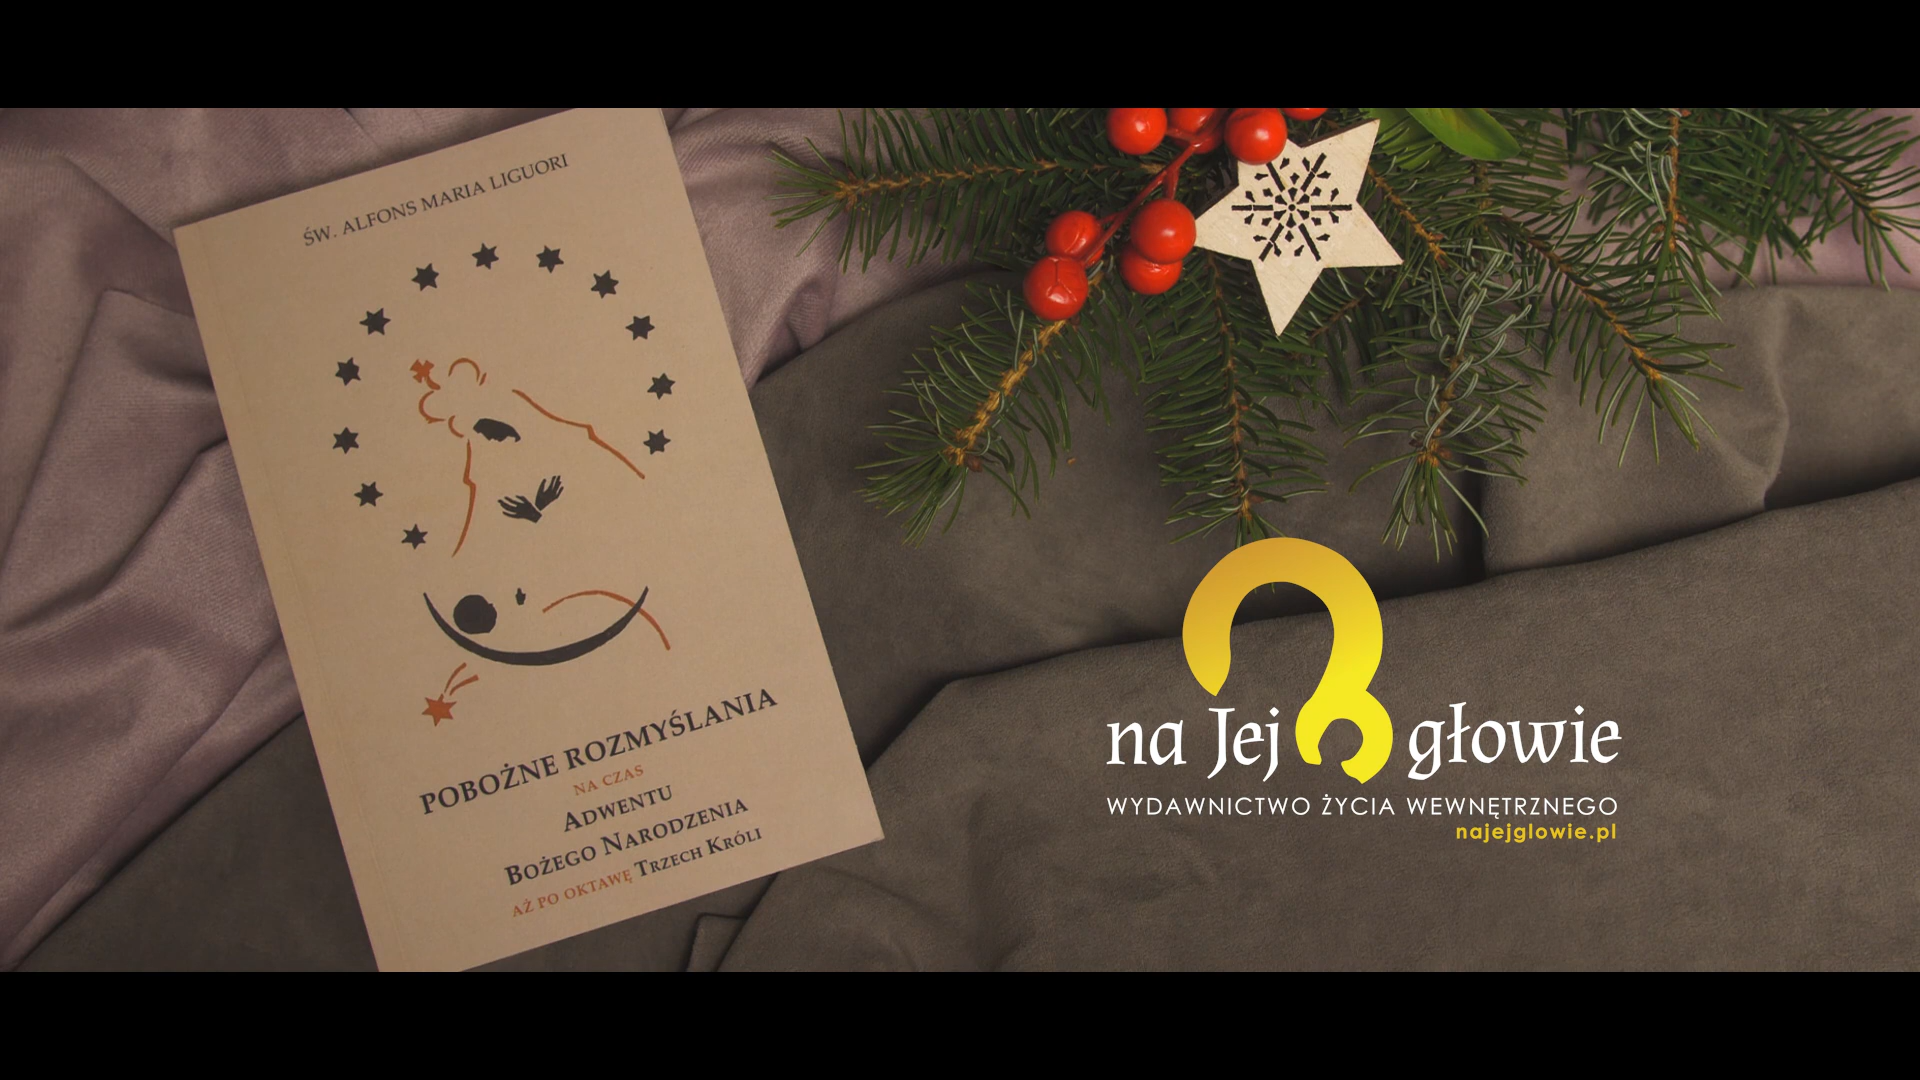 ŚW. ALFONS MARIA LIGUORI
POBOŻNE ROZMYŚLANIA
NA CZAS
ADWENTU
BOŻEGO NARODZENIA
AŻ PO OKTAWĘ TRZECH KRÓLI
na Jej głowie
WYDAWNICTWO ŻYCIA WEWNĘTRZNEGO
najejglowie.pl